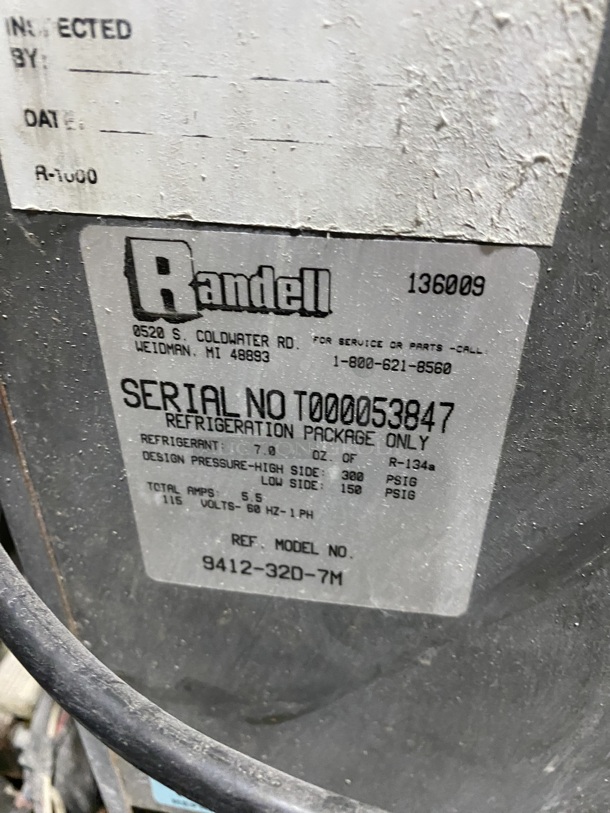 INSPECTED
BY:
DATE:
R-1000
Randell 136009
0520 S. COLDWATER RD. FOR SERVICE OR PARTS -CALL
WEIDMAN, MI 48893 1-800-621-8560
SERIAL NO T000053847
REFRIGERATION PACKAGE ONLY
REFRIGERANT: 7.0 OZ. OF R-134a
DESIGN PRESSURE-HIGH SIDE: 300 PSIG
LOW SIDE: 150 PSIG
TOTAL AMPS: 5.5
115 VOLTS- 60 HZ-1 PH
REF. MODEL NO.
9412-32D-7M